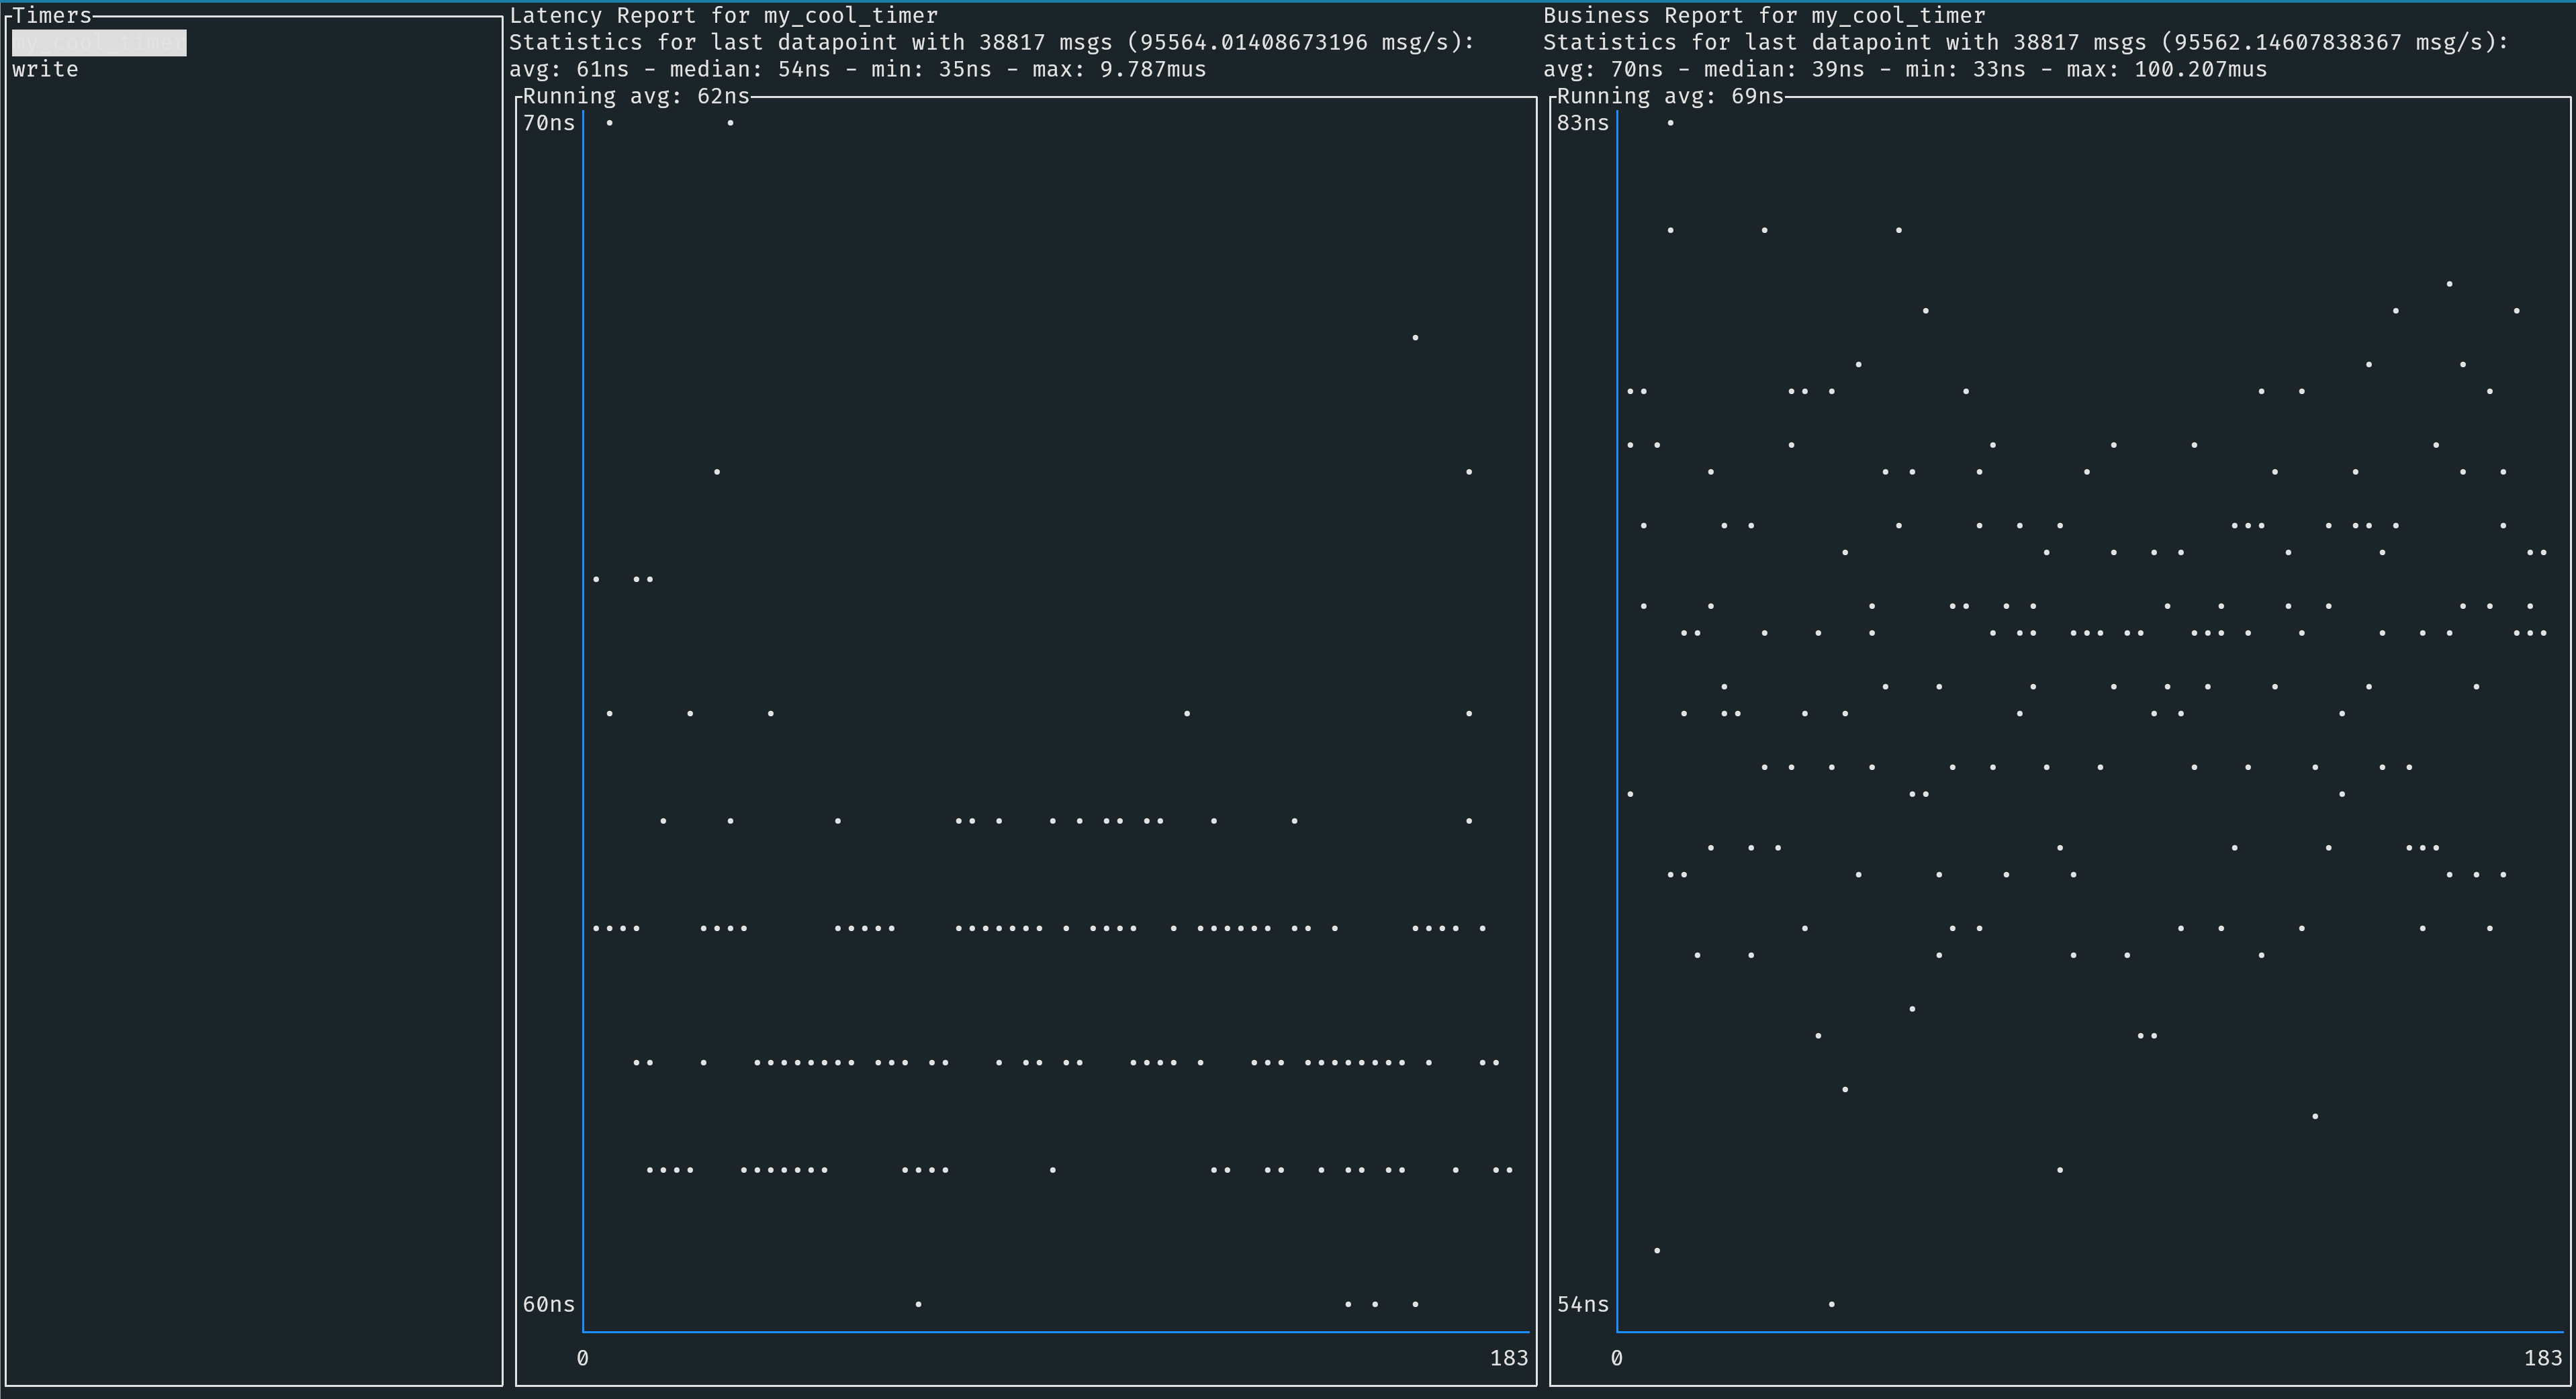 Timers
my_cool_timer
write
Latency Report for my_cool_timer
Statistics for last datapoint with 38817 msgs (95564.01408673196 msg/s):
avg: 61ns - median: 54ns - min: 35ns - max: 9.787mus
Running avg: 62ns
70ns
60ns
0 183
Business Report for my_cool_timer
Statistics for last datapoint with 38817 msgs (95562.14607838367 msg/s):
avg: 70ns - median: 39ns - min: 33ns - max: 100.207mus
Running avg: 69ns
83ns
54ns
0 183